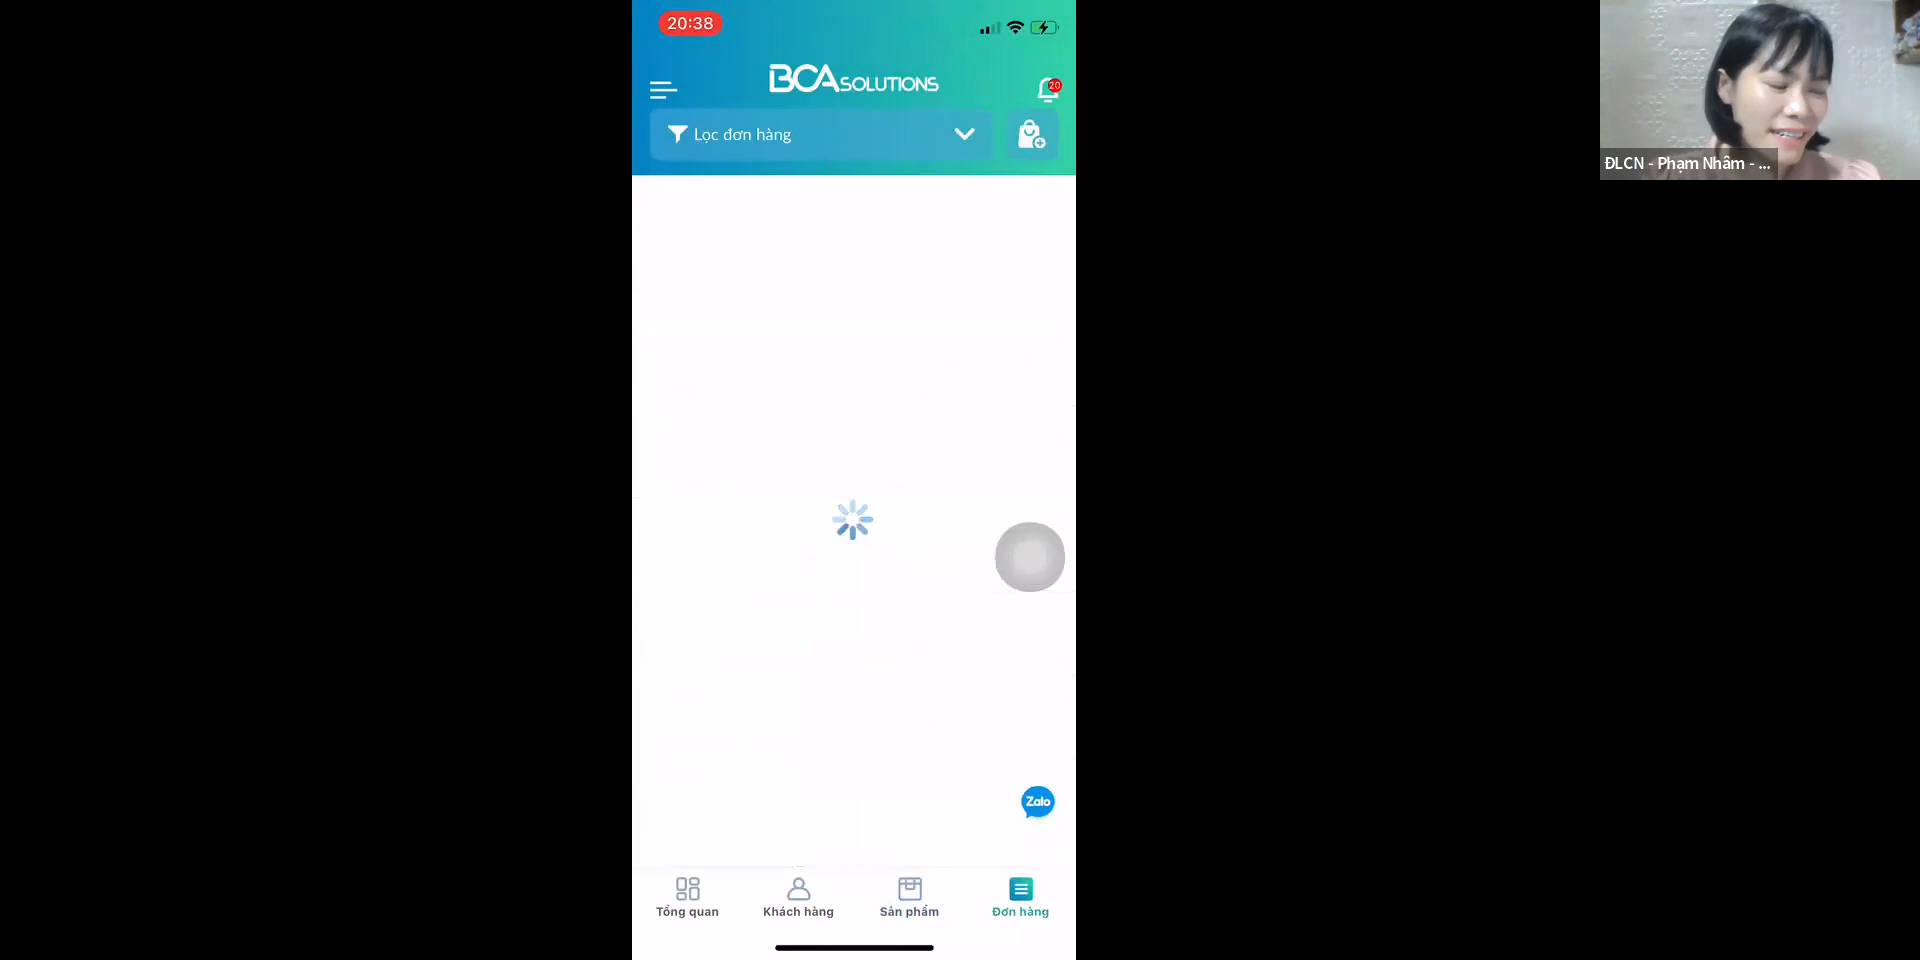 20:38
BCA SOLUTIONS
20
Lọc đơn hàng
ĐLCN - Phạm Nhâm - ...
Zalo
Tổng quan
Khách hàng
Sản phẩm
Đơn hàng